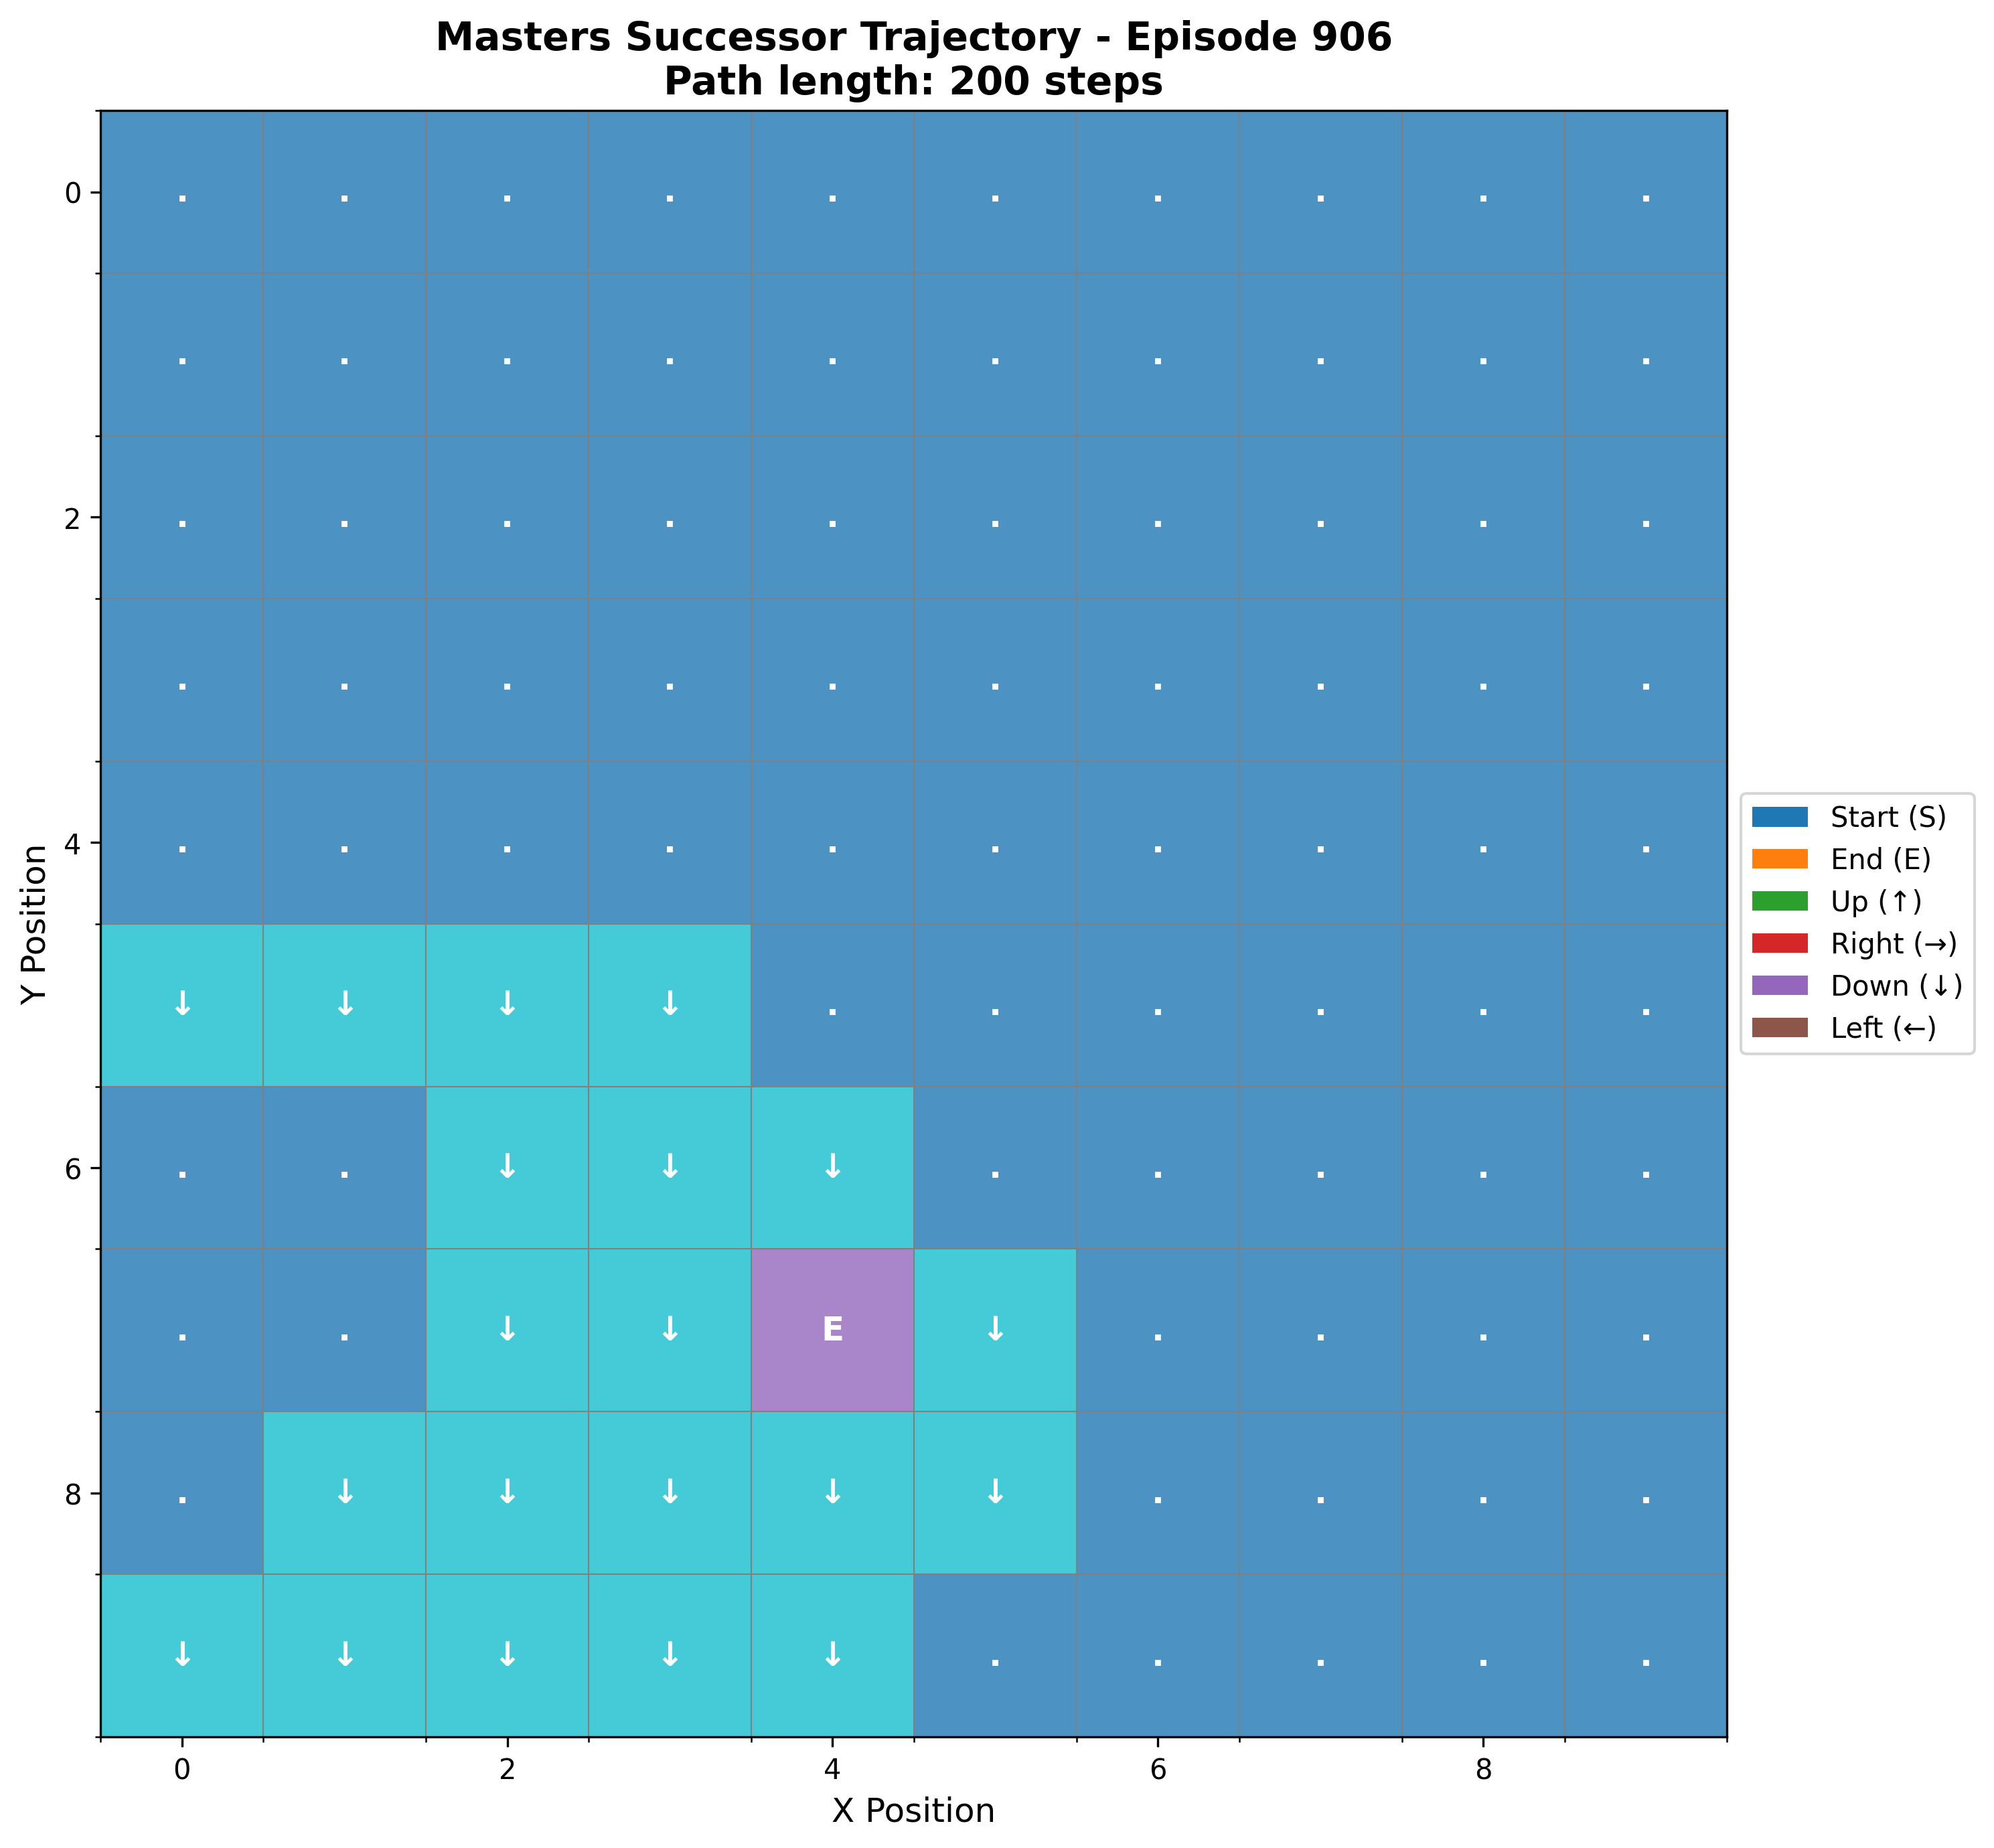 Masters Successor Trajectory - Episode 906
Path length: 200 steps
0 . . . . . . . . . .
. . . . . . . . . .
2 . . . . . . . . . .
. . . . . . . . . .
4 . . . . . . . . . .
↓ ↓ ↓ ↓ . . . . . .
6 . . ↓ ↓ ↓ . . . . .
. . ↓ ↓ E ↓ . . . .
8 . ↓ ↓ ↓ ↓ ↓ . . . .
↓ ↓ ↓ ↓ ↓ . . . . .
0 2 4 6 8
X Position
Y Position
Start (S)
End (E)
Up (↑)
Right (→)
Down (↓)
Left (←)